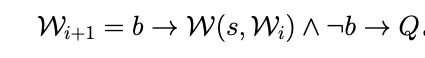 𝒲ᵢ₊₁ = b → 𝒲(s, 𝒲ᵢ) ∧ ¬b → Q.